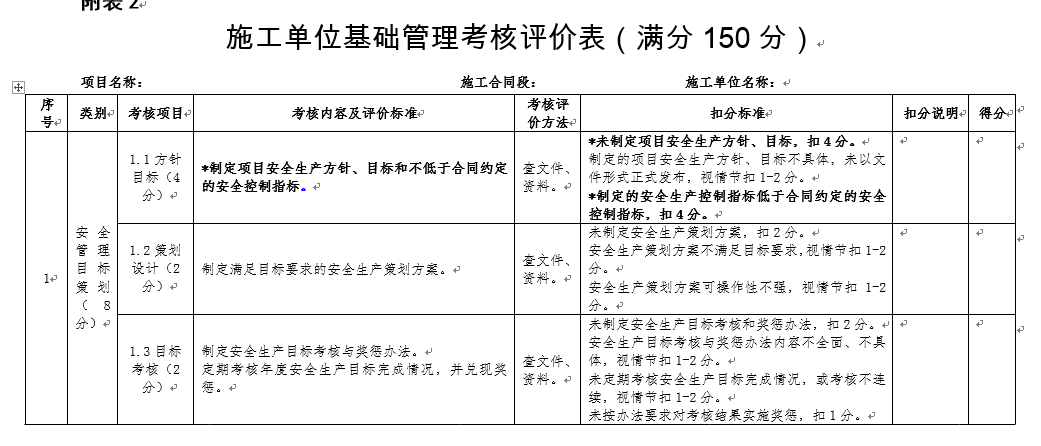 附表2
施工单位基础管理考核评价表（满分150分）
项目名称： 施工合同段： 施工单位名称：
序号 类别 考核项目 考核内容及评价标准 考核评价方法 扣分标准 扣分说明 得分
1
安全管理目标策划（8分）
1.1方针
目标（4
分）
*制定项目安全生产方针、目标和不低于合同约定
的安全控制指标。
查文件、
资料。
*未制定项目安全生产方针、目标，扣4分。
制定的项目安全生产方针、目标不具体，未以文
件形式正式发布，视情节扣1-2分。
*制定的安全生产控制指标低于合同约定的安全
控制指标，扣4分。
1.2策划
设计（2
分）
制定满足目标要求的安全生产策划方案。
查文件、
资料。
未制定安全生产策划方案，扣2分。
安全生产策划方案不满足目标要求，视情节扣1-2
分。
安全生产策划方案可操作性不强，视情节扣1-2
分。
1.3目标
考核（2
分）
制定安全生产目标考核与奖惩办法。
定期考核年度安全生产目标完成情况，并兑现奖
惩。
查文件、
资料。
未制定安全生产目标考核和奖惩办法，扣2分。
安全生产目标考核与奖惩办法内容不全面、不具
体，视情节扣1-2分。
未定期考核安全生产目标完成情况，或考核不连
续，视情节扣1-2分。
未按办法要求对考核结果实施奖惩，扣1分。